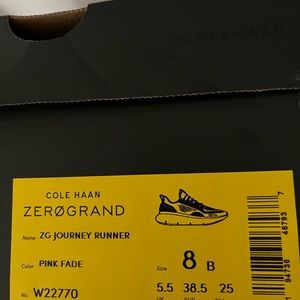 COLE HAAN
COLE HAAN
ZERØGRAND
Name ZG JOURNEY RUNNER
Color PINK FADE
Size 8 B
No. W22770
5.5 38.5 25